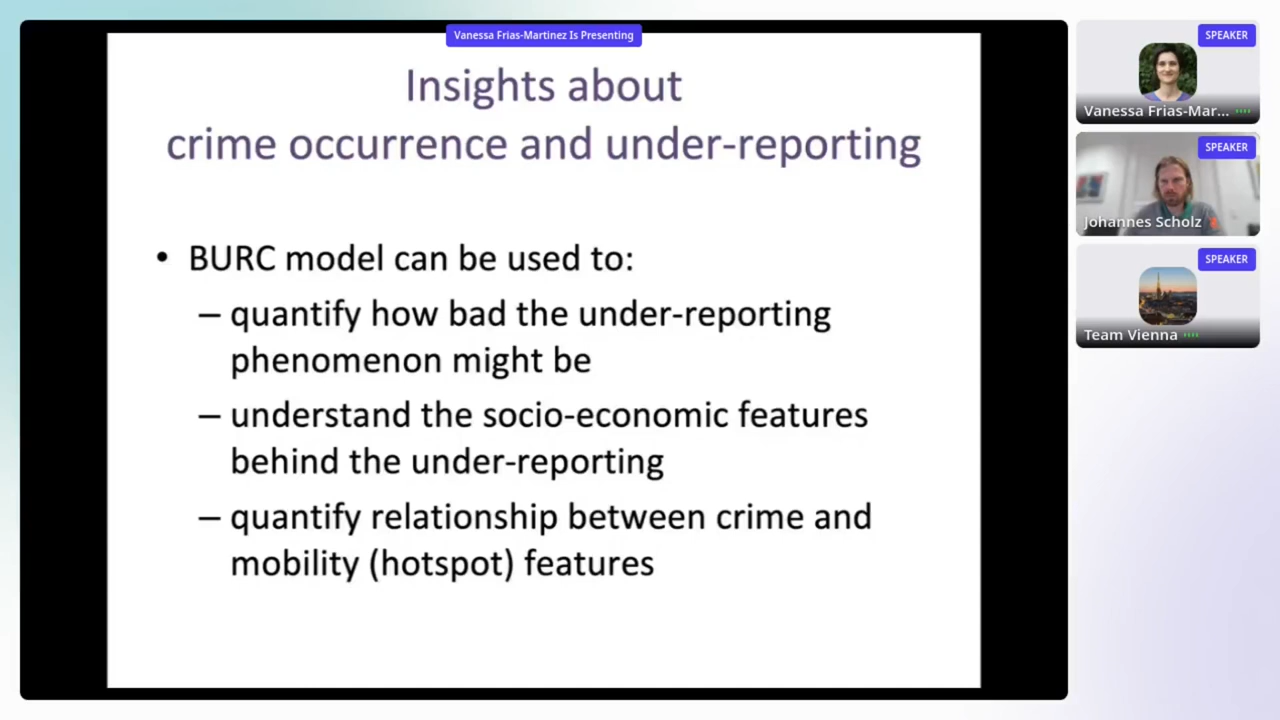 Vanessa Frias-Martinez Is Presenting
Insights about
crime occurrence and under-reporting
• BURC model can be used to:
– quantify how bad the under-reporting
phenomenon might be
– understand the socio-economic features
behind the under-reporting
– quantify relationship between crime and
mobility (hotspot) features
SPEAKER
Vanessa Frias-Mar...
SPEAKER
Johannes Scholz
SPEAKER
Team Vienna